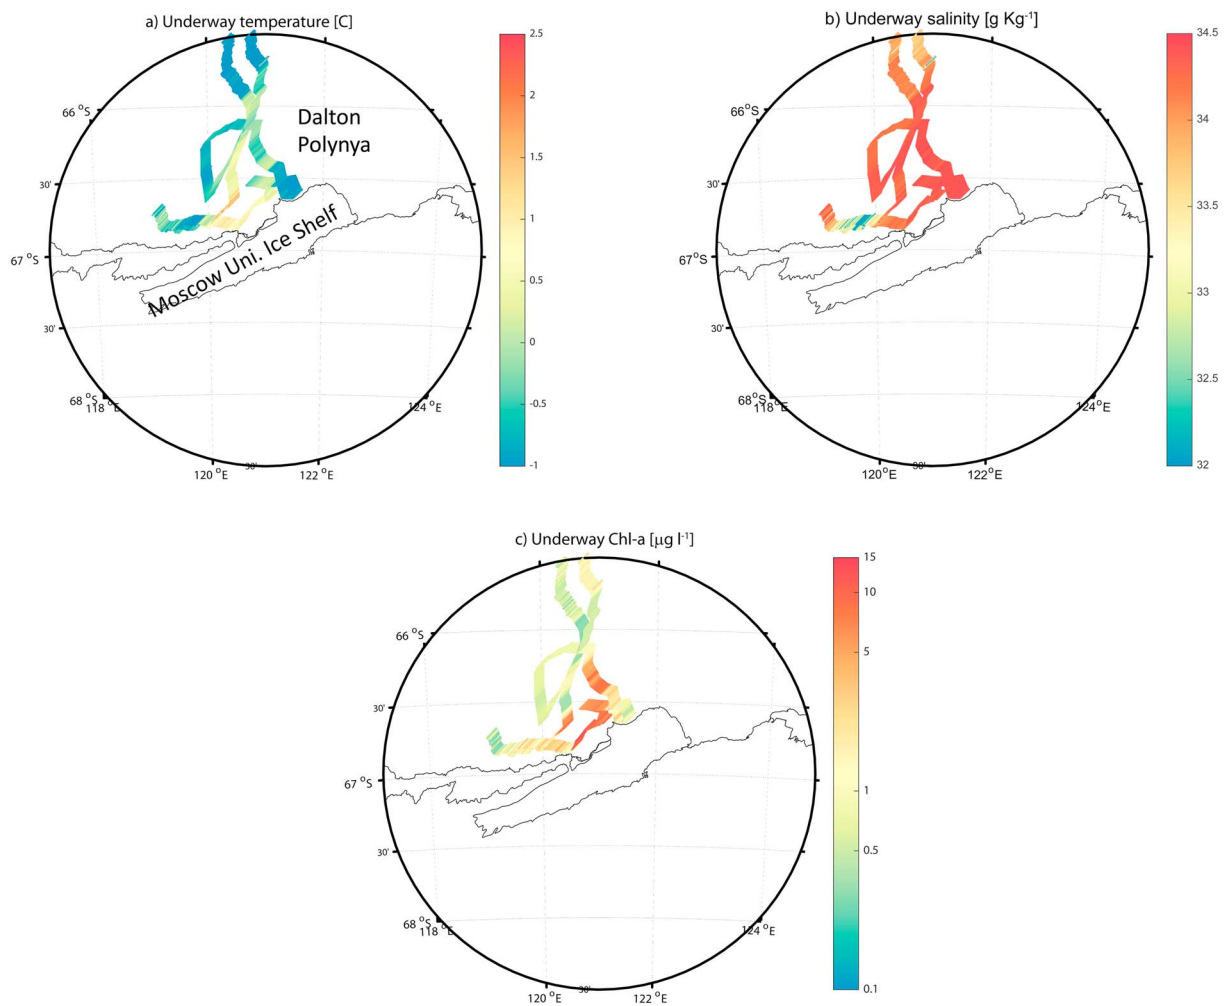 a) Underway temperature [C]
Dalton
Polynya
Moscow Uni. Ice Shelf
66 °S
30'
67 °S
30'
68 °S
118 °E
120 °E
30'
122 °E
124 °E
2.5
2
1.5
1
0.5
0
-0.5
-1
b) Underway salinity [g Kg⁻¹]
66 °S
30'
67 °S
30'
68 °S
118 °E
120 °E
30'
122 °E
124 °E
34.5
34
33.5
33
32.5
32
c) Underway Chl-a [µg l⁻¹]
66 °S
30'
67 °S
30'
68 °S
118 °E
120 °E
30'
122 °E
124 °E
15
10
5
1
0.5
0.1